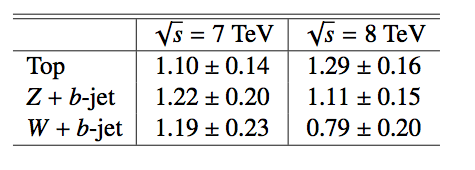 √s = 7 TeV √s = 8 TeV
Top 1.10 ± 0.14 1.29 ± 0.16
Z + b-jet 1.22 ± 0.20 1.11 ± 0.15
W + b-jet 1.19 ± 0.23 0.79 ± 0.20